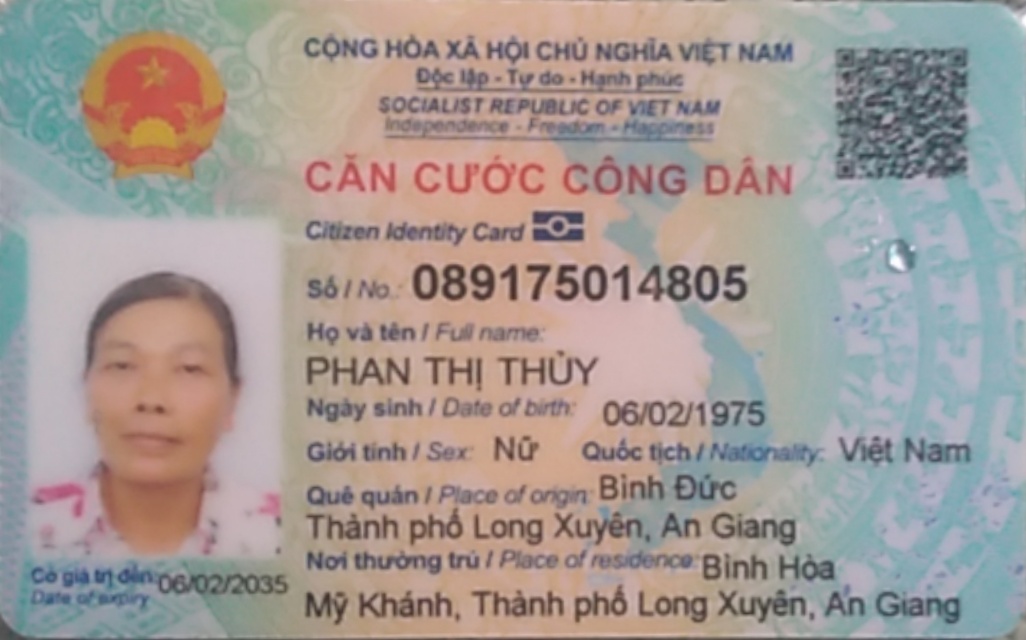 CỘNG HÒA XÃ HỘI CHỦ NGHĨA VIỆT NAM
Độc lập - Tự do - Hạnh phúc
SOCIALIST REPUBLIC OF VIET NAM
Independence - Freedom - Happiness
CĂN CƯỚC CÔNG DÂN
Citizen Identity Card
Số / No.: 089175014805
Họ và tên / Full name:
PHAN THỊ THỦY
Ngày sinh / Date of birth: 06/02/1975
Giới tính / Sex: Nữ Quốc tịch / Nationality: Việt Nam
Quê quán / Place of origin: Bình Đức
Thành phố Long Xuyên, An Giang
Nơi thường trú / Place of residence: Bình Hòa
Mỹ Khánh, Thành phố Long Xuyên, An Giang
Có giá trị đến: 06/02/2035
Date of expiry